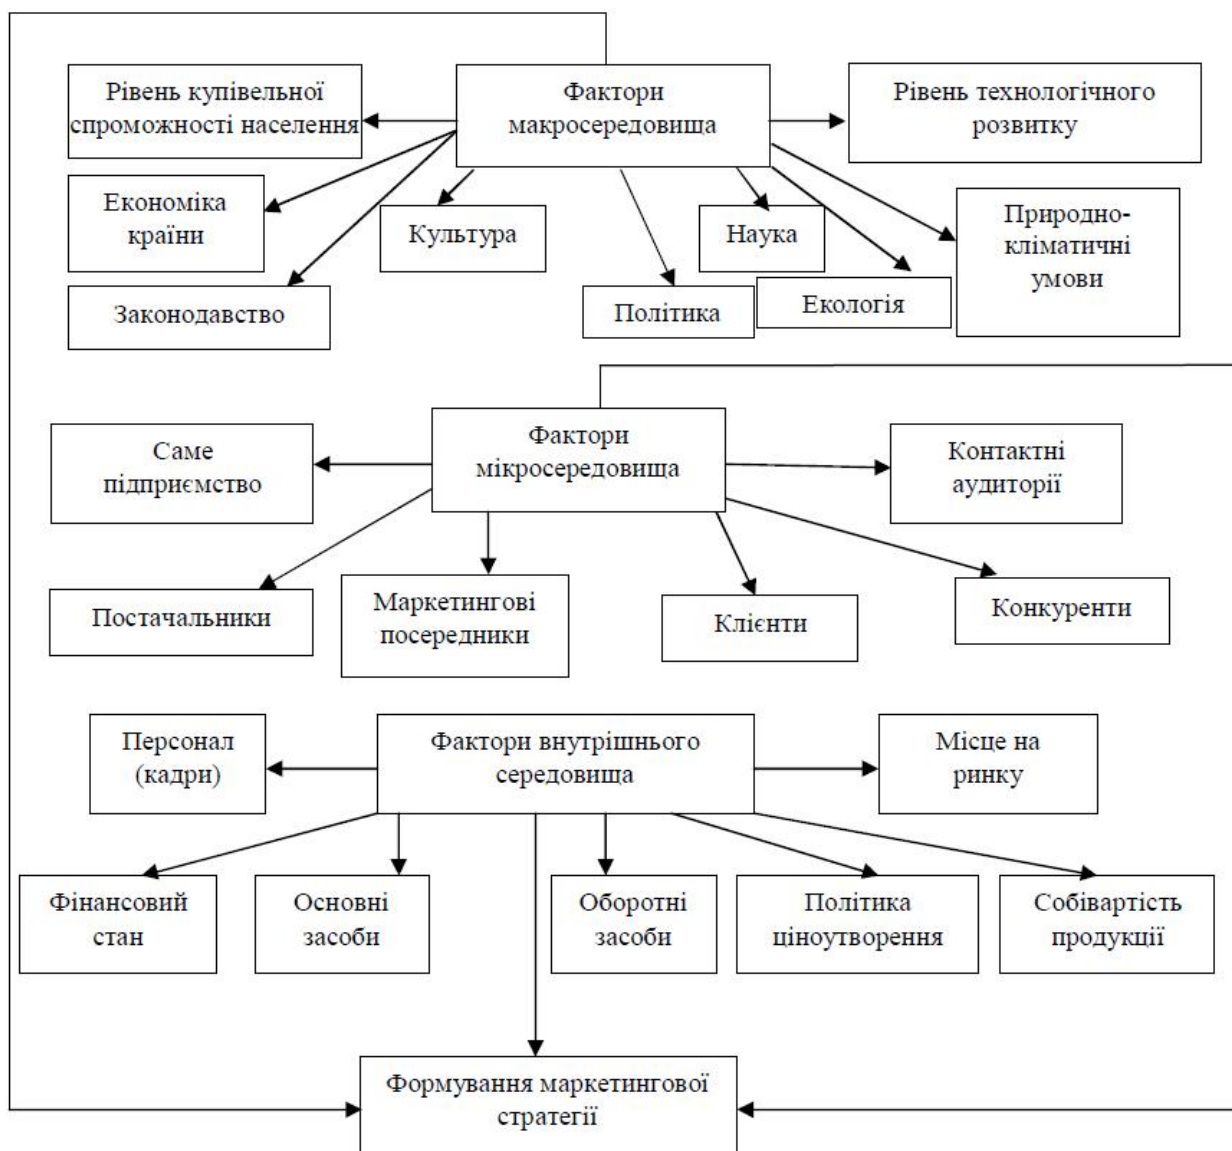 Рівень купівельної
спроможності населення
Фактори
макросередовища
Рівень технологічного
розвитку
Економіка
країни
Культура
Наука
Природно-
кліматичні
умови
Законодавство
Політика
Екологія
Саме
підприємство
Фактори
мікросередовища
Контактні
аудиторії
Постачальники
Маркетингові
посередники
Клієнти
Конкуренти
Персонал
(кадри)
Фактори внутрішнього
середовища
Місце на
ринку
Фінансовий
стан
Основні
засоби
Оборотні
засоби
Політика
ціноутворення
Собівартість
продукції
Формування маркетингової
стратегії